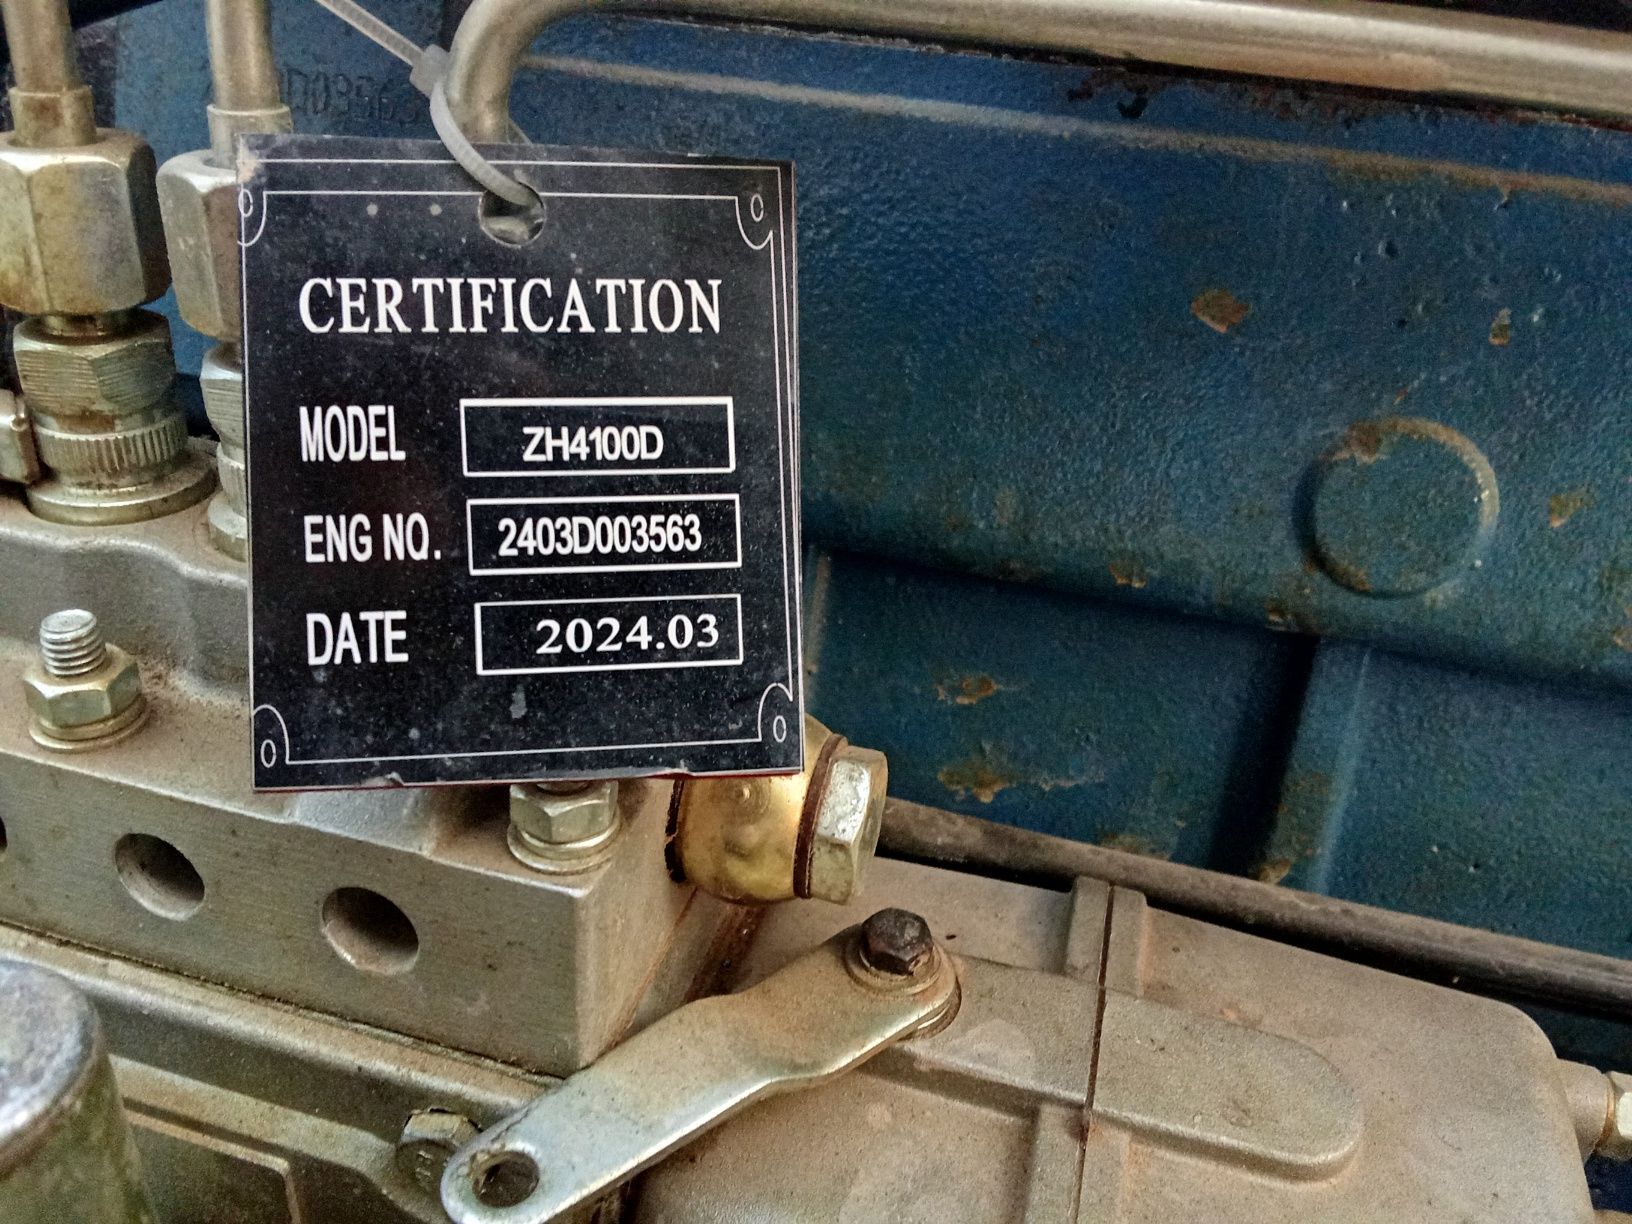 CERTIFICATION
MODEL ZH4100D
ENG NO. 2403D003563
DATE 2024.03